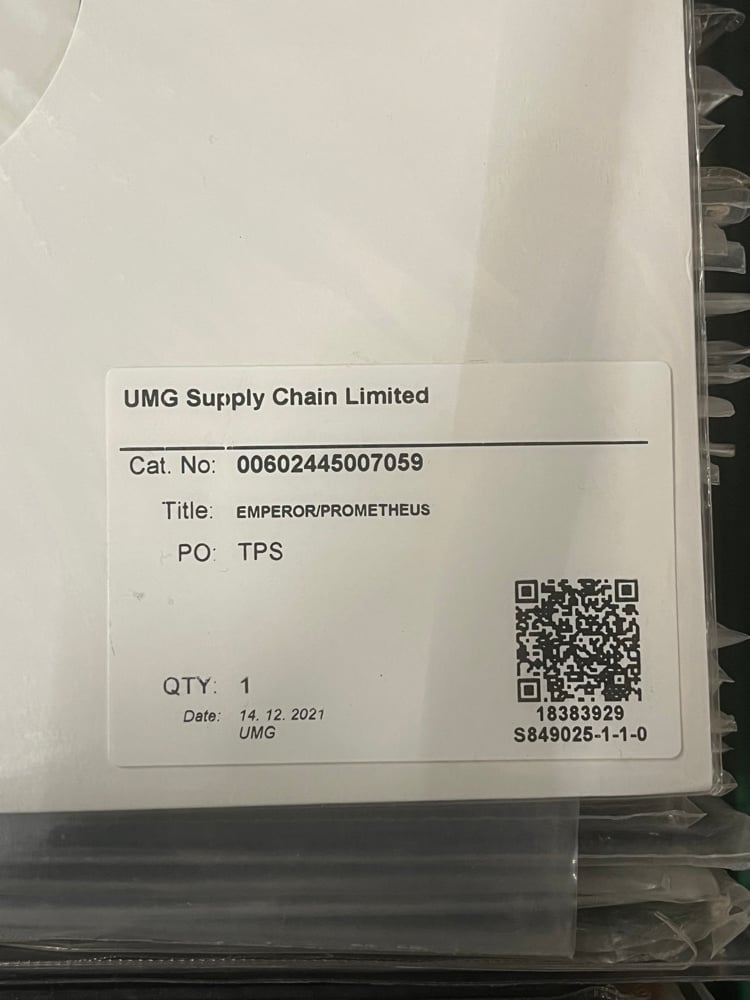 UMG Supply Chain Limited
Cat. No: 00602445007059
Title: EMPEROR/PROMETHEUS
PO: TPS
QTY: 1
Date: 14. 12. 2021
UMG
18383929
S849025-1-1-0